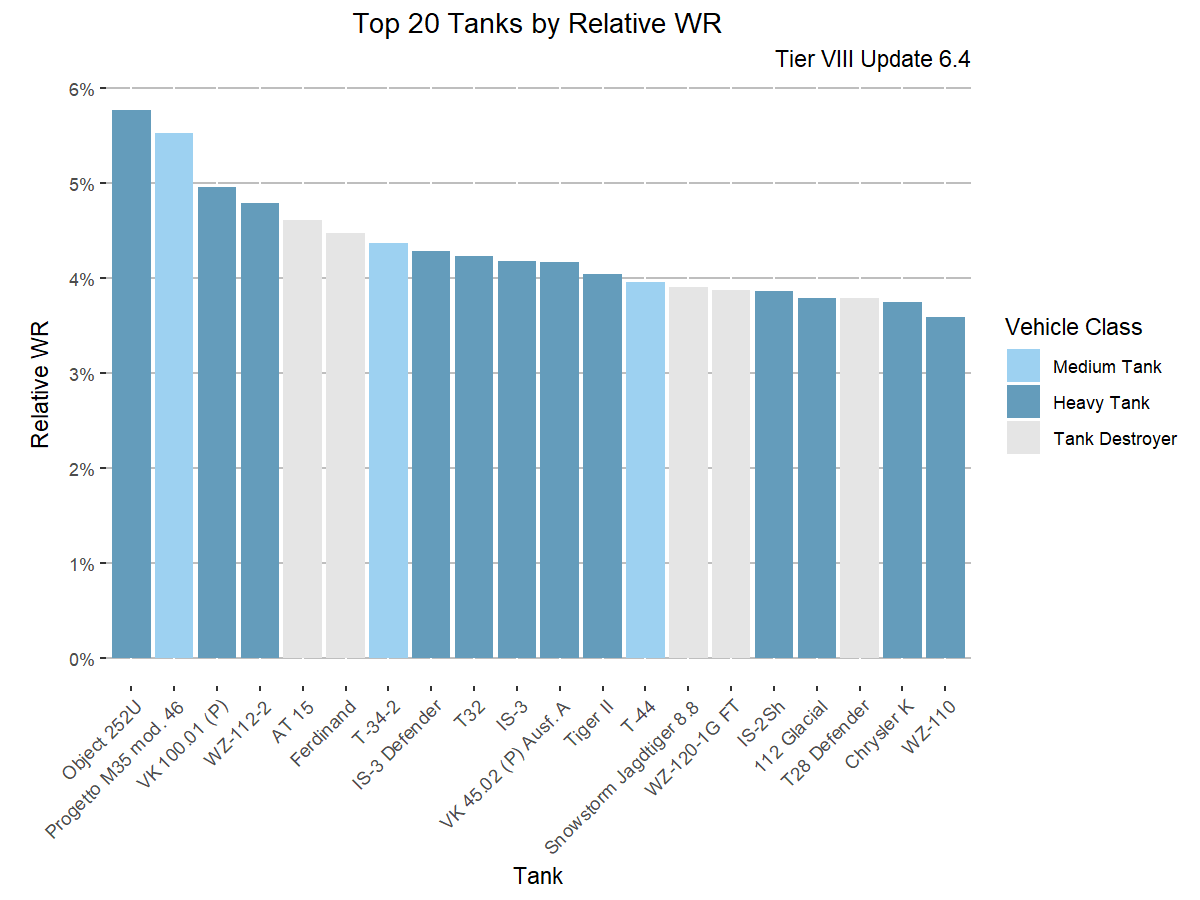 Top 20 Tanks by Relative WR
Tier VIII Update 6.4
6%
5%
4%
3%
2%
1%
0%
Relative WR
Object 252U
Progetto M35 mod. 46
VK 100.01 (P)
WZ-112-2
AT 15
Ferdinand
T-34-2
IS-3 Defender
T32
IS-3
VK 45.02 (P) Ausf. A
Tiger II
T-44
Snowstorm Jagdtiger 8.8
WZ-120-1G FT
IS-2Sh
112 Glacial
T28 Defender
Chrysler K
WZ-110
Tank
Vehicle Class
Medium Tank
Heavy Tank
Tank Destroyer